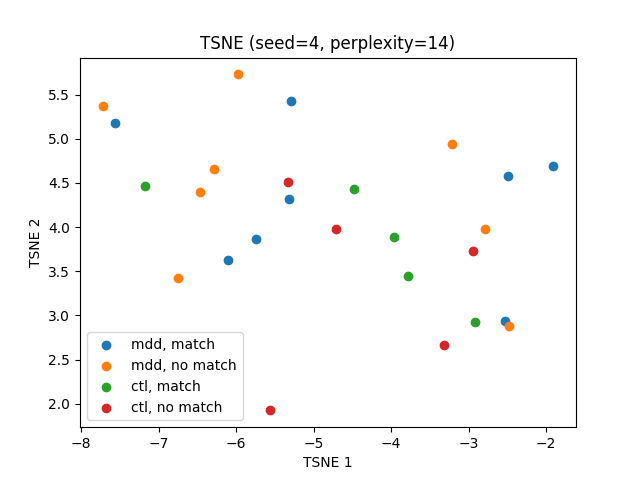 TSNE (seed=4, perplexity=14)
TSNE 2
5.5
5.0
4.5
4.0
3.5
3.0
2.5
2.0
mdd, match
mdd, no match
ctl, match
ctl, no match
−8 −7 −6 −5 −4 −3 −2
TSNE 1